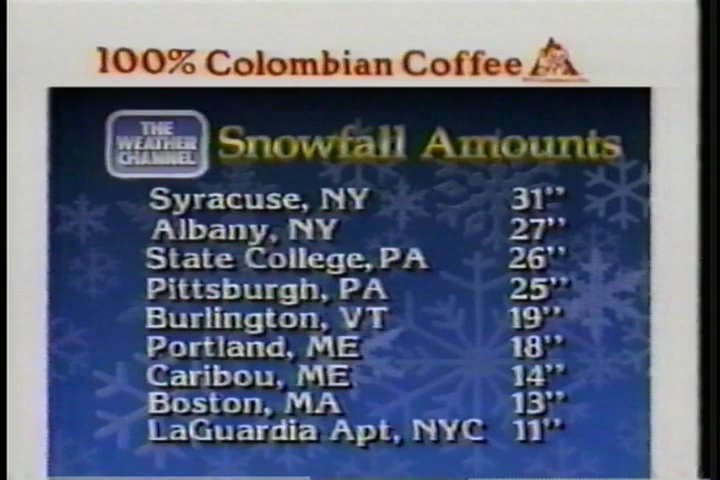 100% Colombian Coffee
THE
WEATHER
CHANNEL
Snowfall Amounts
Syracuse, NY 31"
Albany, NY 27"
State College, PA 26"
Pittsburgh, PA 25"
Burlington, VT 19"
Portland, ME 18"
Caribou, ME 14"
Boston, MA 13"
LaGuardia Apt, NYC 11"